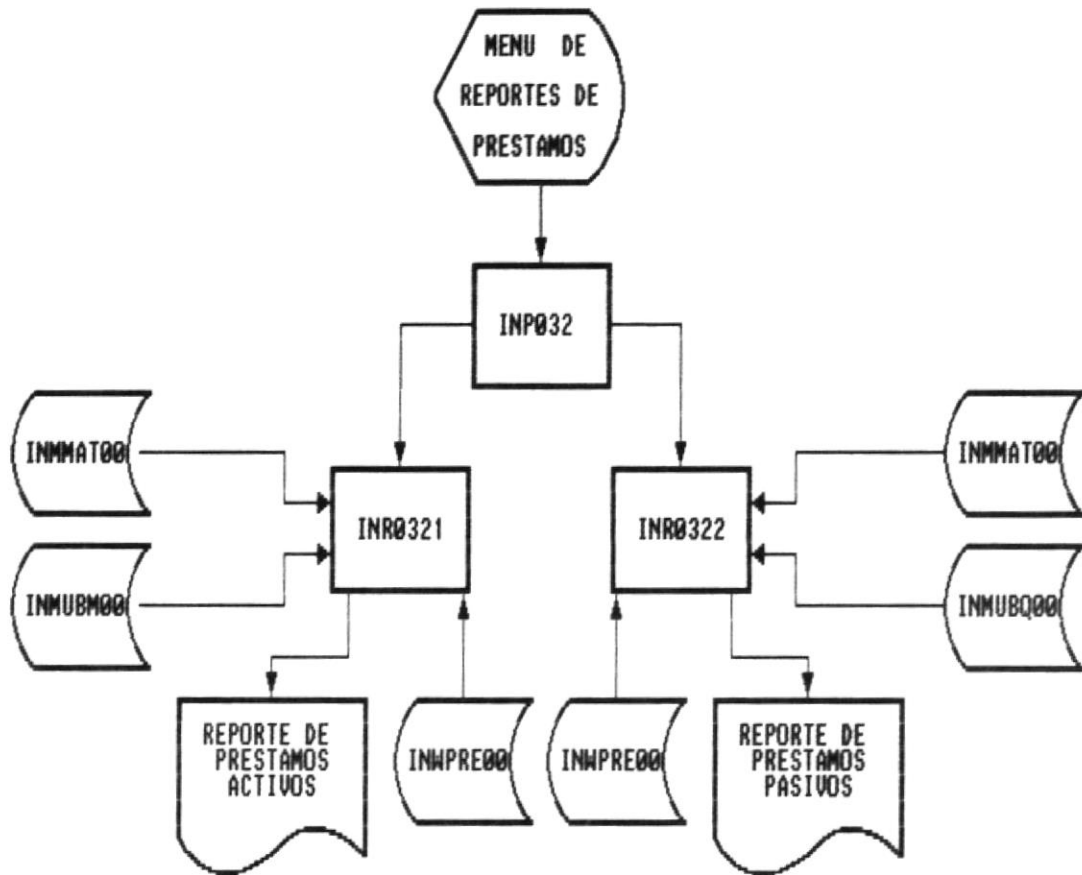 MENU DE
REPORTES DE
PRESTAMOS
INP032
INMMAT00
INMMAT00
INR0321
INR0322
INMUBM00
INMUBQ00
REPORTE DE
PRESTAMOS
ACTIVOS
INWPRE00
INWPRE00
REPORTE DE
PRESTAMOS
PASIVOS